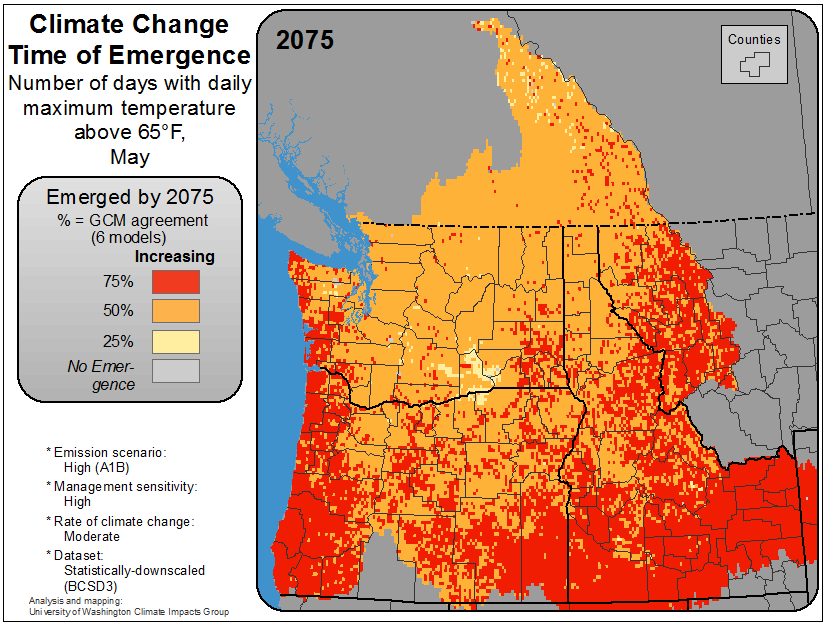 Climate Change
Time of Emergence
Number of days with daily
maximum temperature
above 65°F,
May
Emerged by 2075
% = GCM agreement
(6 models)
Increasing
75%
50%
25%
No Emer-
gence
* Emission scenario:
High (A1B)
* Management sensitivity:
High
* Rate of climate change:
Moderate
* Dataset:
Statistically-downscaled
(BCSD3)
Analysis and mapping:
University of Washington Climate Impacts Group
2075
Counties